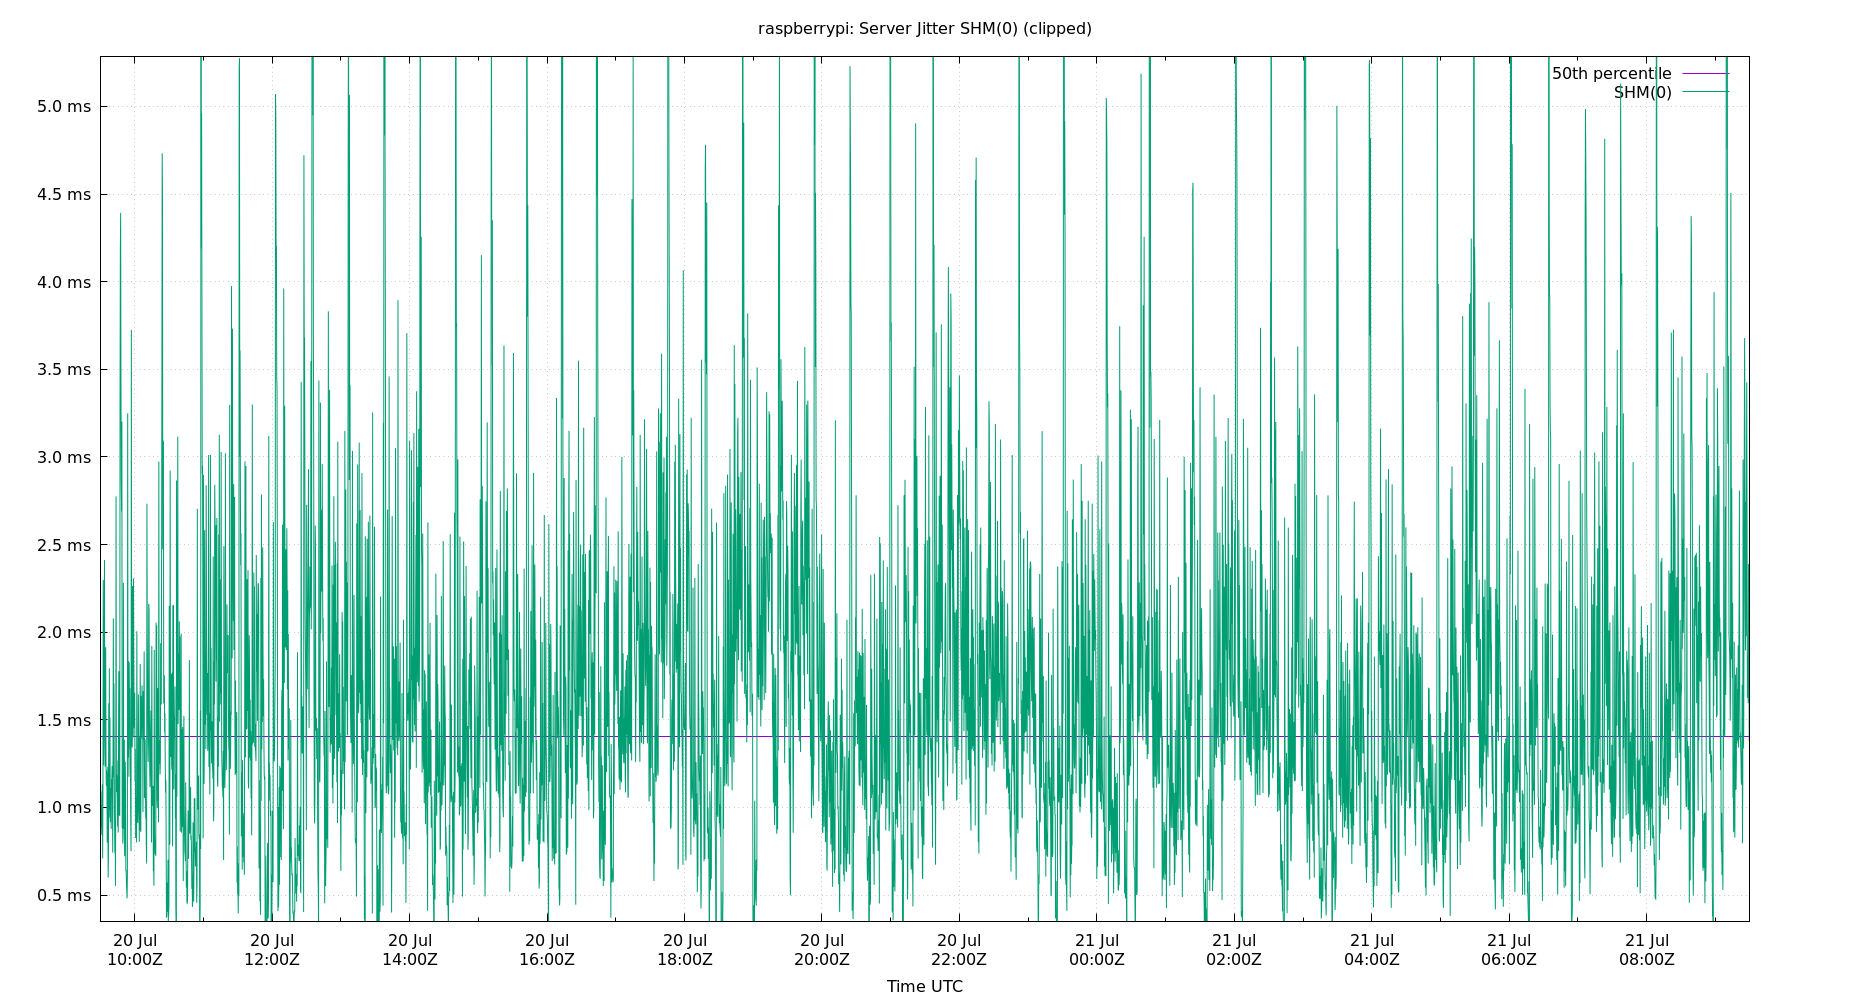 raspberrypi: Server Jitter SHM(0) (clipped)
50th percentile
SHM(0)
5.0 ms
4.5 ms
4.0 ms
3.5 ms
3.0 ms
2.5 ms
2.0 ms
1.5 ms
1.0 ms
0.5 ms
20 Jul 20 Jul 20 Jul 20 Jul 20 Jul 20 Jul 20 Jul 21 Jul 21 Jul 21 Jul 21 Jul 21 Jul
10:00Z 12:00Z 14:00Z 16:00Z 18:00Z 20:00Z 22:00Z 00:00Z 02:00Z 04:00Z 06:00Z 08:00Z
Time UTC